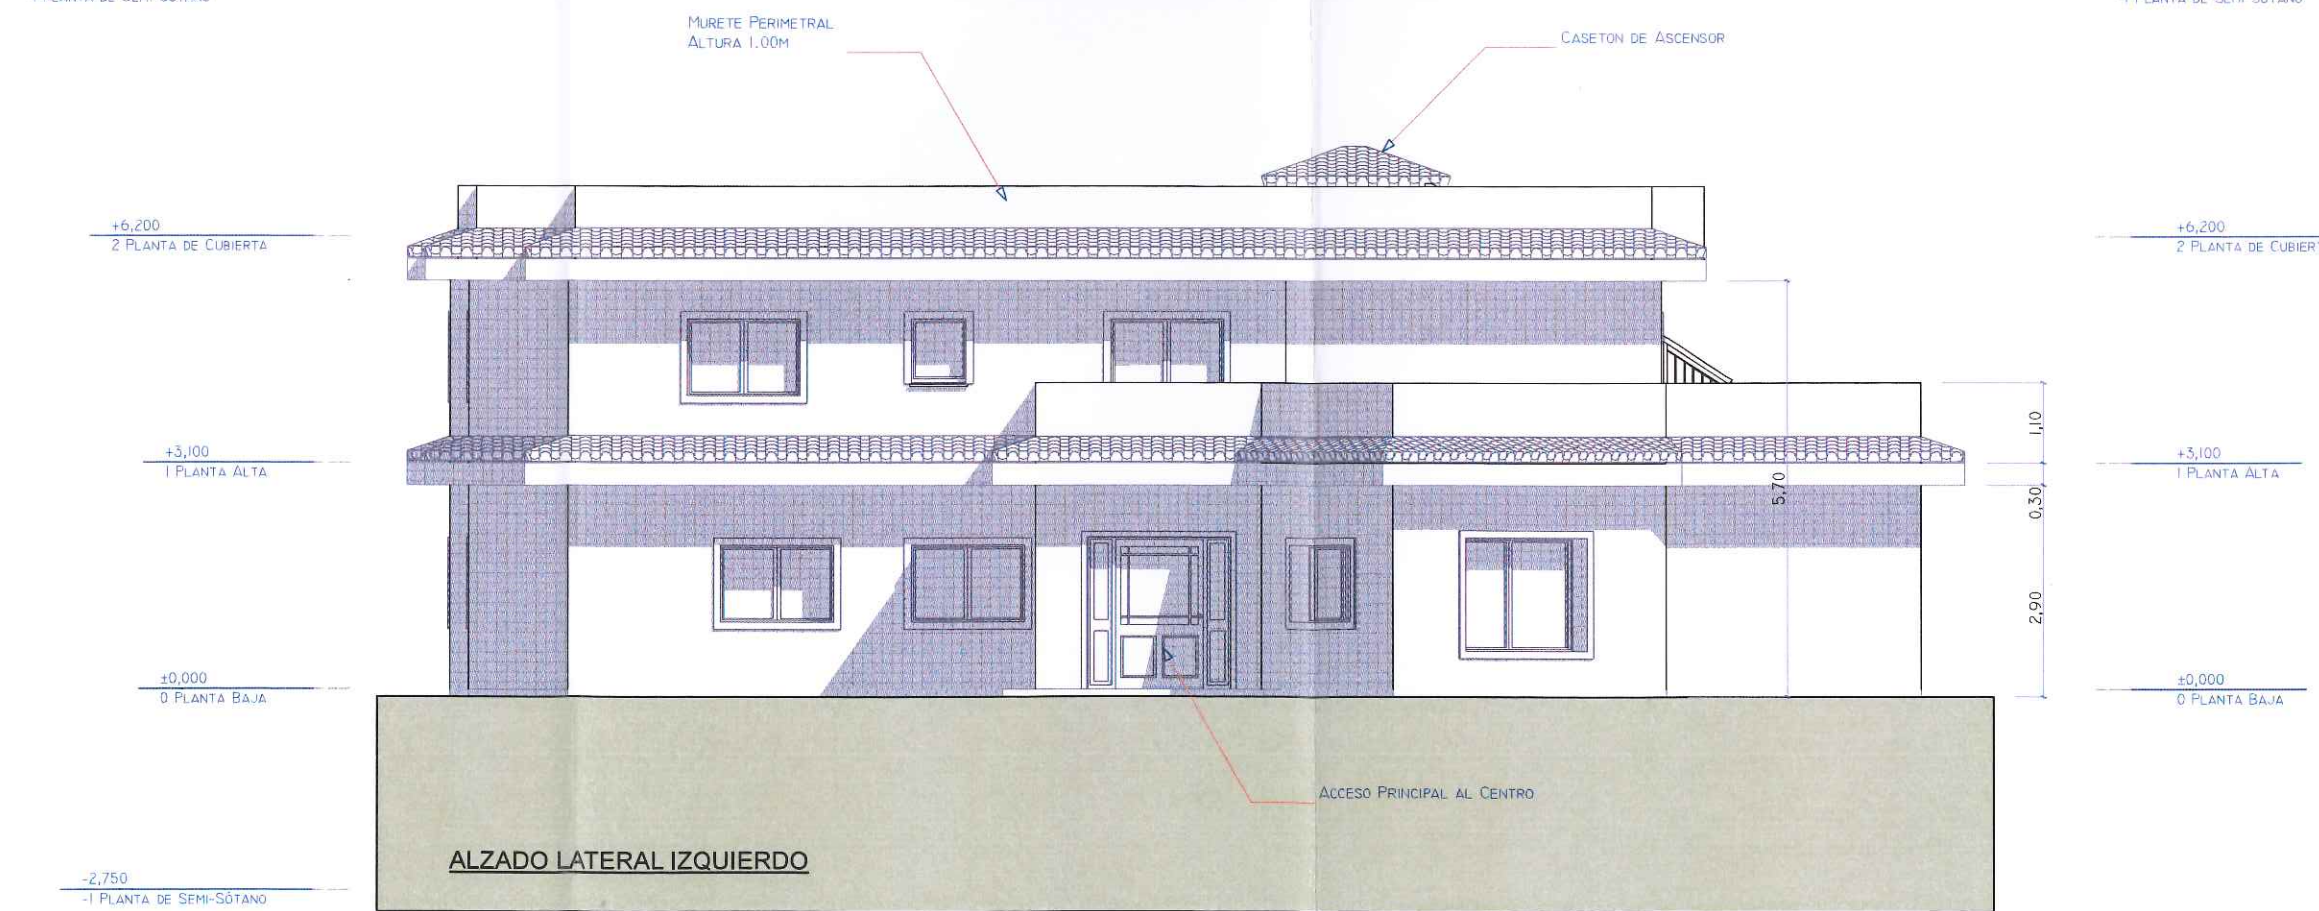 MURETE PERIMETRAL
ALTURA 1.00M
CASETON DE ASCENSOR
+6,200
2 PLANTA DE CUBIERTA
+6,200
2 PLANTA DE CUBIER
+3,100
1 PLANTA ALTA
1,10
5,70
0,30
+3,100
1 PLANTA ALTA
2,90
±0,000
0 PLANTA BAJA
±0,000
0 PLANTA BAJA
ACCESO PRINCIPAL AL CENTRO
ALZADO LATERAL IZQUIERDO
-2,750
-1 PLANTA DE SEMI-SÓTANO